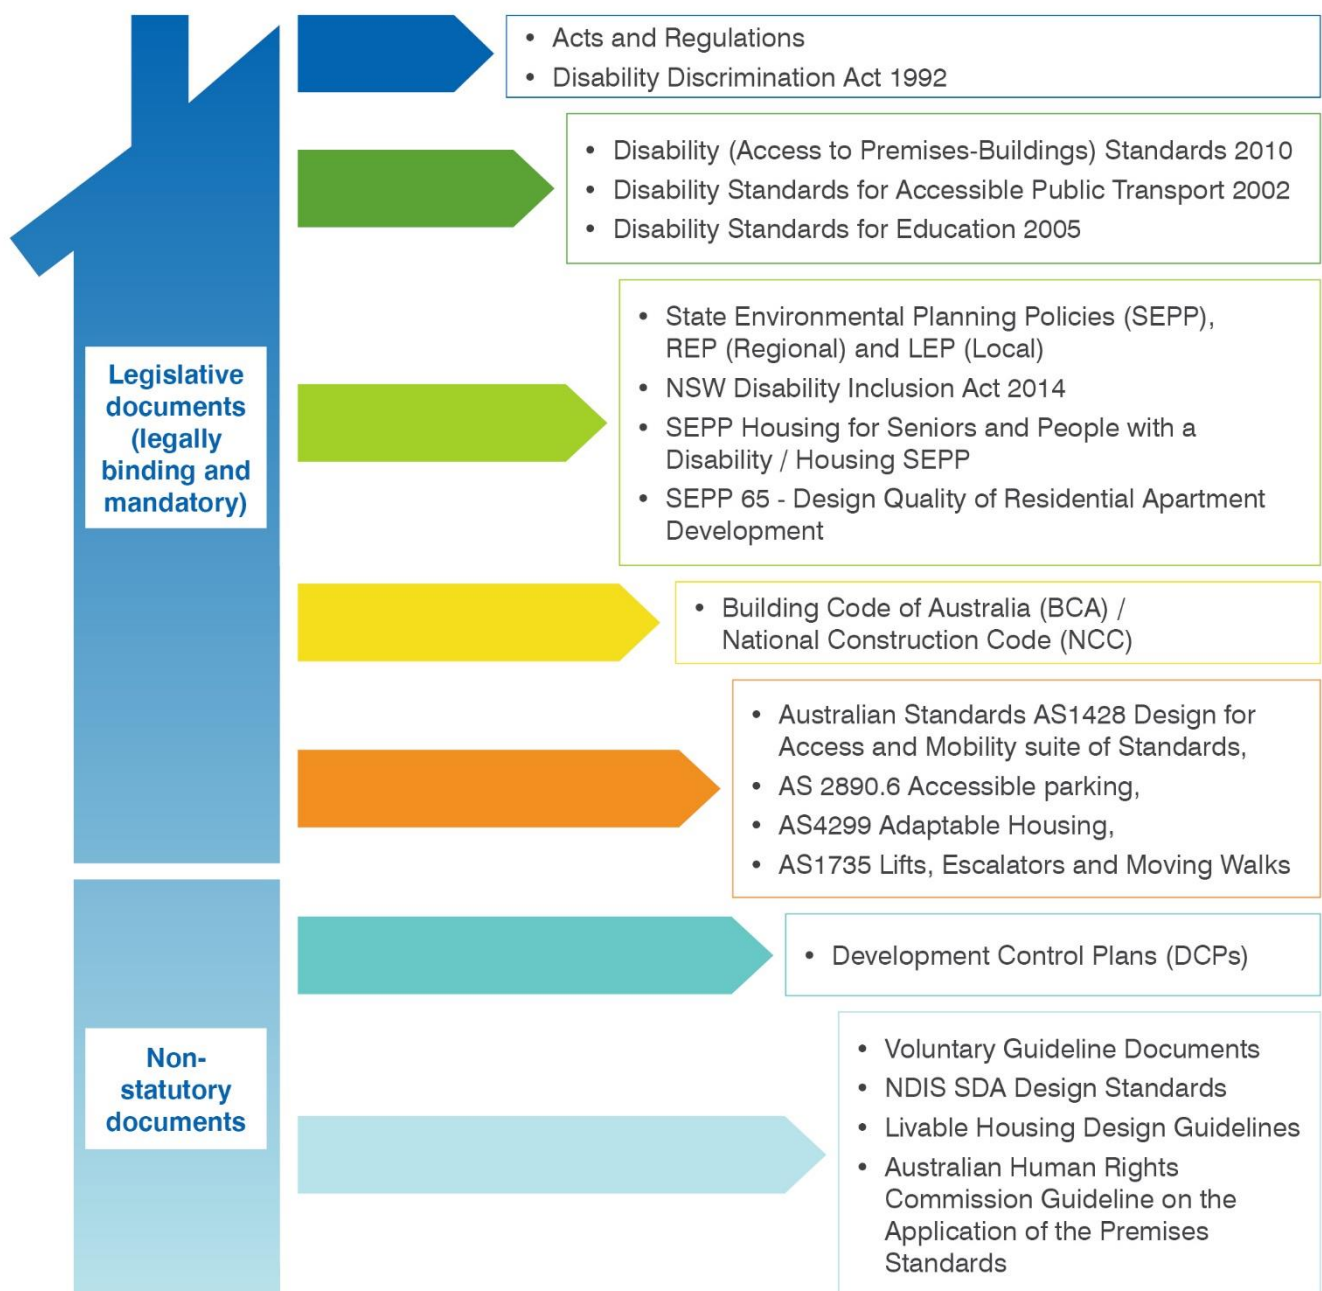 • Acts and Regulations
• Disability Discrimination Act 1992
• Disability (Access to Premises-Buildings) Standards 2010
• Disability Standards for Accessible Public Transport 2002
• Disability Standards for Education 2005
Legislative
documents
(legally
binding and
mandatory)
• State Environmental Planning Policies (SEPP),
REP (Regional) and LEP (Local)
• NSW Disability Inclusion Act 2014
• SEPP Housing for Seniors and People with a
Disability / Housing SEPP
• SEPP 65 - Design Quality of Residential Apartment
Development
• Building Code of Australia (BCA) /
National Construction Code (NCC)
• Australian Standards AS1428 Design for
Access and Mobility suite of Standards,
• AS 2890.6 Accessible parking,
• AS4299 Adaptable Housing,
• AS1735 Lifts, Escalators and Moving Walks
• Development Control Plans (DCPs)
Non-
statutory
documents
• Voluntary Guideline Documents
• NDIS SDA Design Standards
• Livable Housing Design Guidelines
• Australian Human Rights
Commission Guideline on the
Application of the Premises
Standards